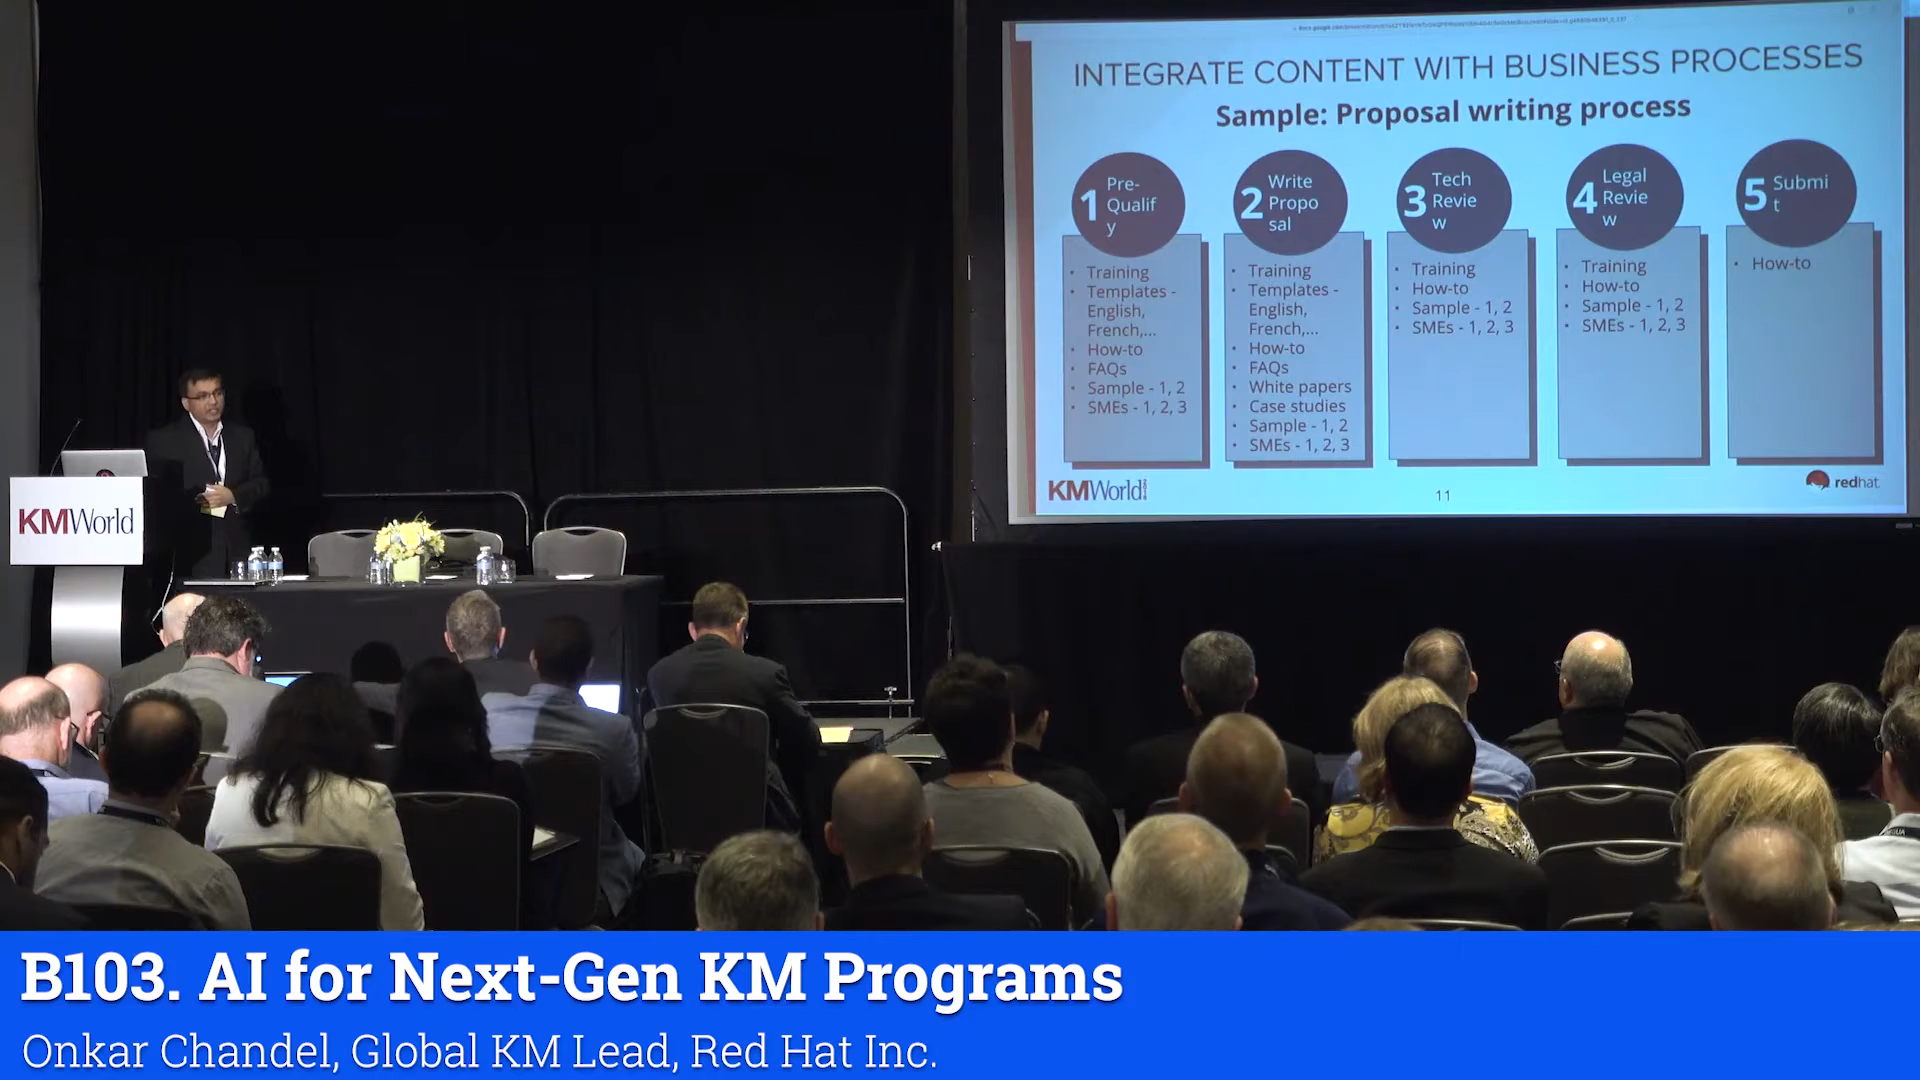 INTEGRATE CONTENT WITH BUSINESS PROCESSES
Sample: Proposal writing process
1 Pre-
Qualif
y
2 Write
Propo
sal
3 Tech
Revie
w
4 Legal
Revie
w
5 Submi
t
• Training
• Templates -
English,
French,...
• How-to
• FAQs
• Sample - 1, 2
• SMEs - 1, 2, 3
• Training
• Templates -
English,
French,...
• How-to
• FAQs
• White papers
• Case studies
• Sample - 1, 2
• SMEs - 1, 2, 3
• Training
• How-to
• Sample - 1, 2
• SMEs - 1, 2, 3
• Training
• How-to
• Sample - 1, 2
• SMEs - 1, 2, 3
• How-to
KMWorld
11
redhat.
KMWorld
B103. AI for Next-Gen KM Programs
Onkar Chandel, Global KM Lead, Red Hat Inc.